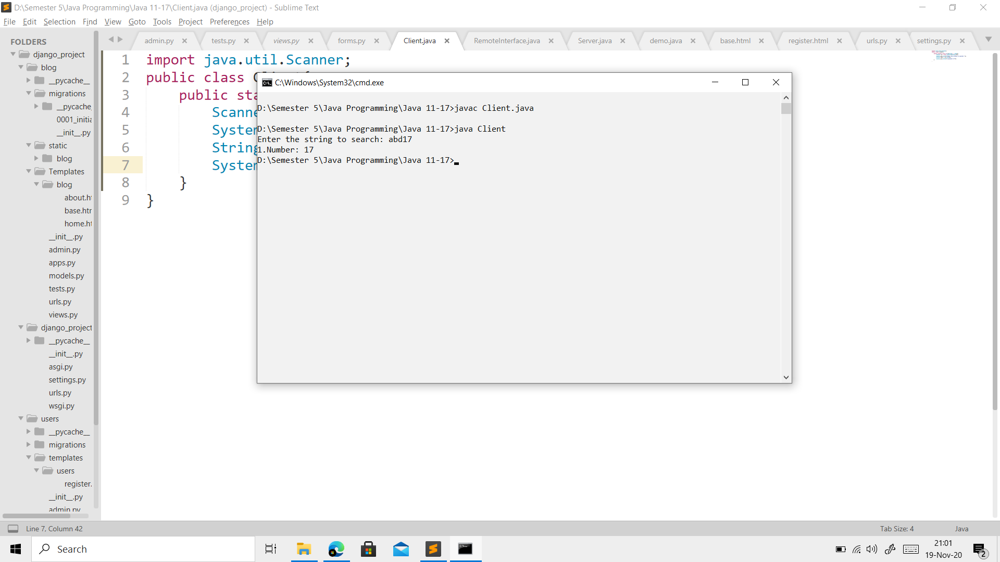 D:\Semester 5\Java Programming\Java 11-17\Client.java (django_project) - Sublime Text
File Edit Selection Find View Goto Tools Project Preferences Help
FOLDERS
django_project
blog
__pycache__
migrations
__pycache_
0001_initia
__init__.py
static
blog
Templates
blog
about.ht
base.htr
home.ht
__init__.py
admin.py
apps.py
models.py
tests.py
urls.py
views.py
django_project
__pycache__
__init__.py
asgi.py
settings.py
urls.py
wsgi.py
users
__pycache__
migrations
templates
users
register.
__init__.py
admin.py
admin.py tests.py views.py forms.py Client.java RemoteInterface.java Server.java demo.java base.html register.html urls.py settings.py
1 import java.util.Scanner;
2 public class
3 public sta
4 Scanne
5 System
6 String
7 System
8 }
9 }
C:\Windows\System32\cmd.exe
D:\Semester 5\Java Programming\Java 11-17>javac Client.java
D:\Semester 5\Java Programming\Java 11-17>java Client
Enter the string to search: abd17
1.Number: 17
D:\Semester 5\Java Programming\Java 11-17>
Line 7, Column 42 Tab Size: 4 Java
Search
21:01
19-Nov-20
2